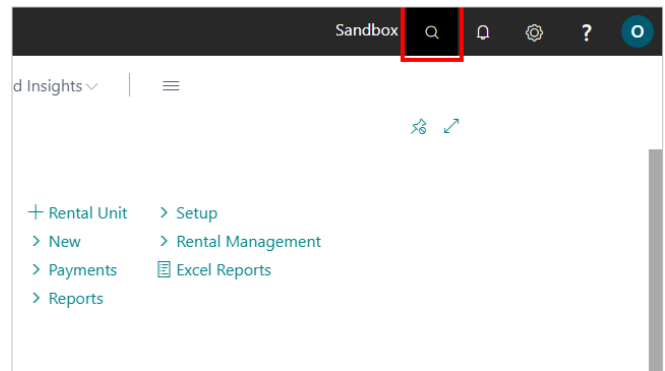 Sandbox ? O
d Insights
+ Rental Unit > Setup
> New > Rental Management
> Payments Excel Reports
> Reports